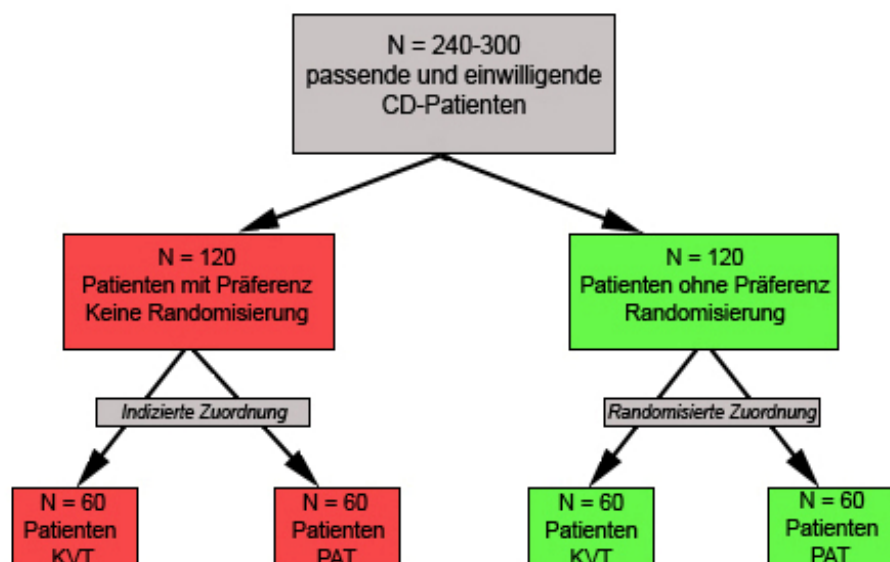 N = 240-300
passende und einwilligende
CD-Patienten
N = 120
Patienten mit Präferenz
Keine Randomisierung
N = 120
Patienten ohne Präferenz
Randomisierung
Indizierte Zuordnung
Randomisierte Zuordnung
N = 60
Patienten
KVT
N = 60
Patienten
PAT
N = 60
Patienten
KVT
N = 60
Patienten
PAT